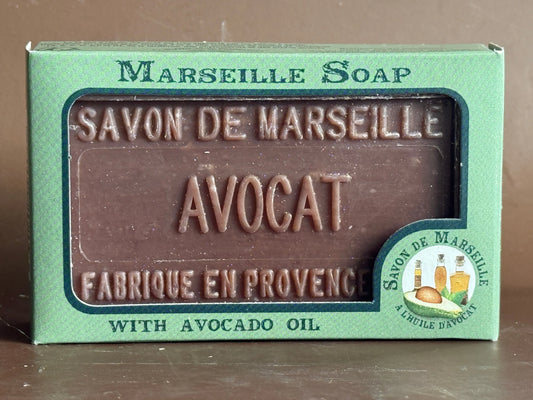 MARSEILLE SOAP
SAVON DE MARSEILLE
AVOCAT
FABRIQUE EN PROVENCE
WITH AVOCADO OIL
SAVON DE MARSEILLE
À L'HUILE D'AVOCAT